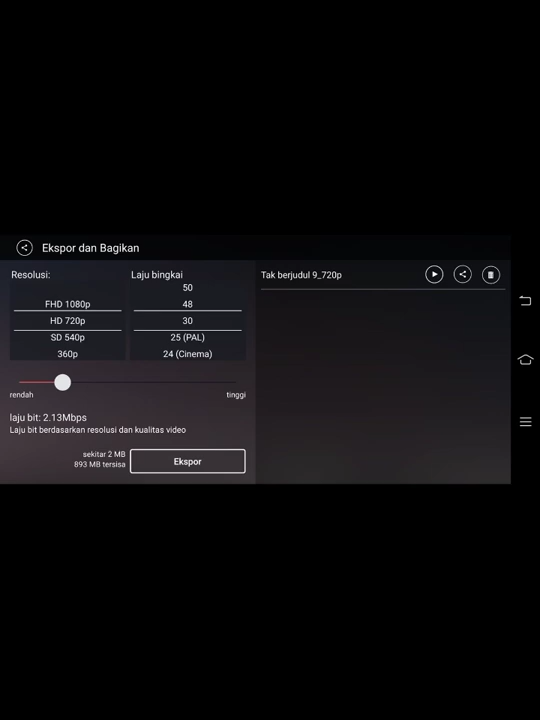 Ekspor dan Bagikan
Resolusi:
FHD 1080p
HD 720p
SD 540p
360p
Laju bingkai
50
48
30
25 (PAL)
24 (Cinema)
rendah
tinggi
laju bit: 2.13Mbps
Laju bit berdasarkan resolusi dan kualitas video
sekitar 2 MB
893 MB tersisa
Ekspor
Tak berjudul 9_720p